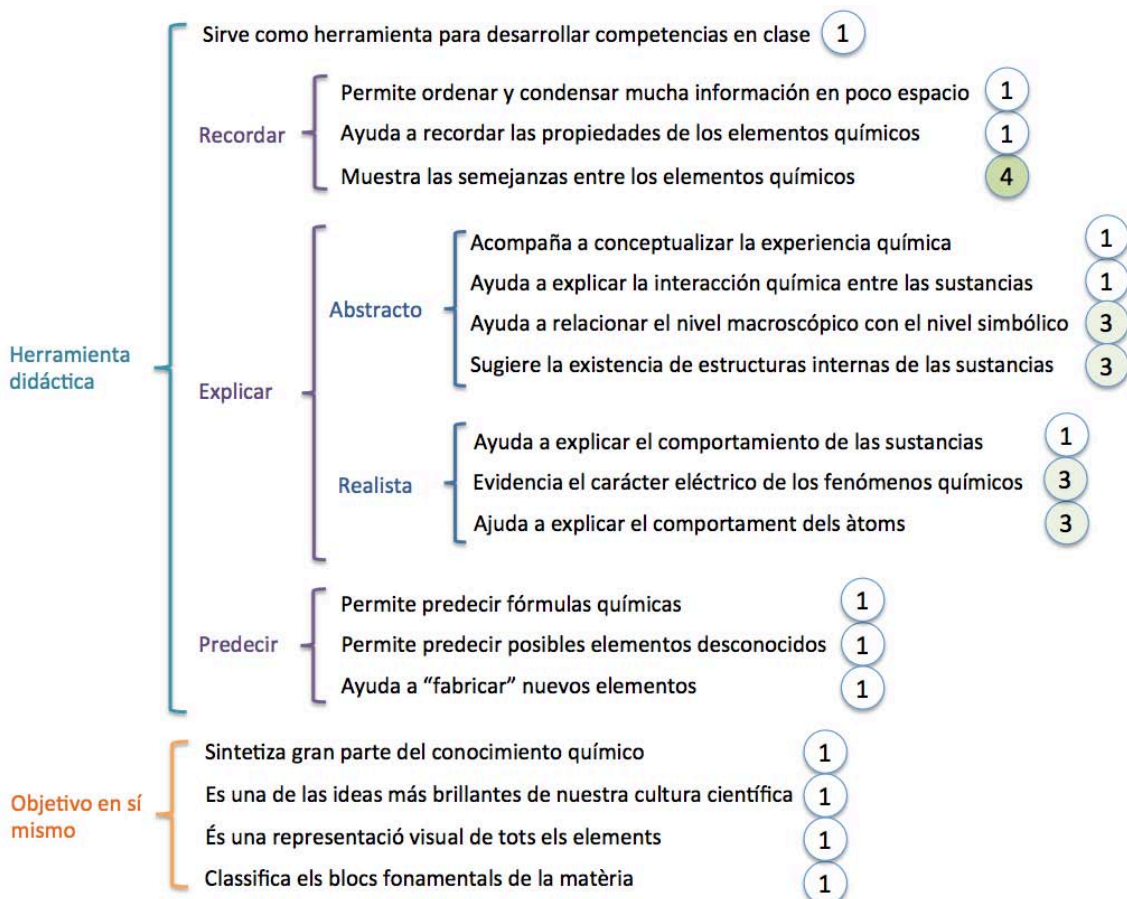 Sirve como herramienta para desarrollar competencias en clase 1
Permite ordenar y condensar mucha información en poco espacio 1
Recordar
Ayuda a recordar las propiedades de los elementos químicos 1
Muestra las semejanzas entre los elementos químicos 4
Acompaña a conceptualizar la experiencia química 1
Ayuda a explicar la interacción química entre las sustancias 1
Abstracto
Ayuda a relacionar el nivel macroscópico con el nivel simbólico 3
Sugiere la existencia de estructuras internas de las sustancias 3
Herramienta
didáctica
Explicar
Ayuda a explicar el comportamiento de las sustancias 1
Realista
Evidencia el carácter eléctrico de los fenómenos químicos 3
Ajuda a explicar el comportament dels àtoms 3
Permite predecir fórmulas químicas 1
Predecir
Permite predecir posibles elementos desconocidos 1
Ayuda a “fabricar” nuevos elementos 1
Sintetiza gran parte del conocimiento químico 1
Objetivo en sí
mismo
Es una de las ideas más brillantes de nuestra cultura científica 1
És una representació visual de tots els elements 1
Classifica els blocs fonamentals de la matèria 1